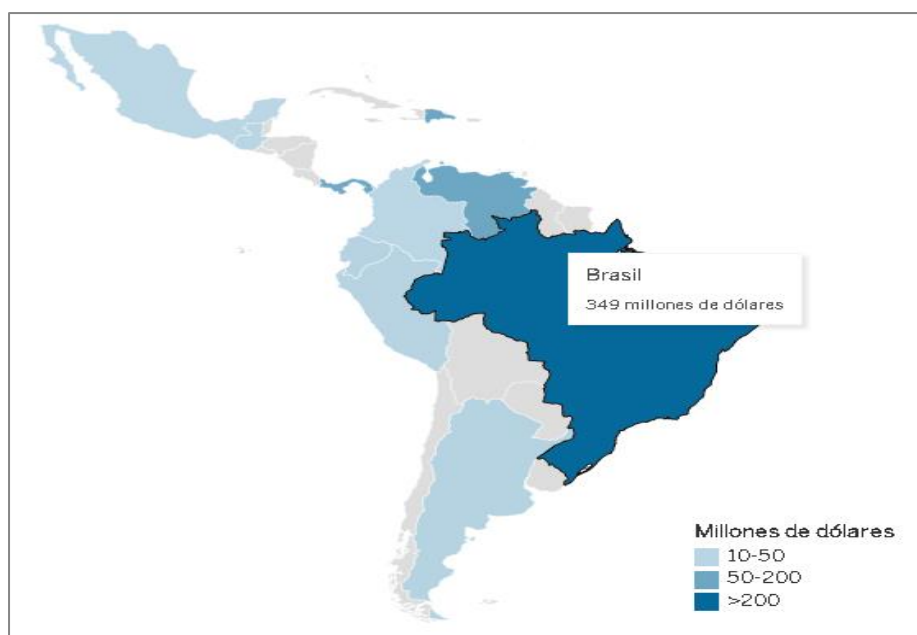 Brasil
349 millones de dólares
Millones de dólares
10-50
50-200
>200